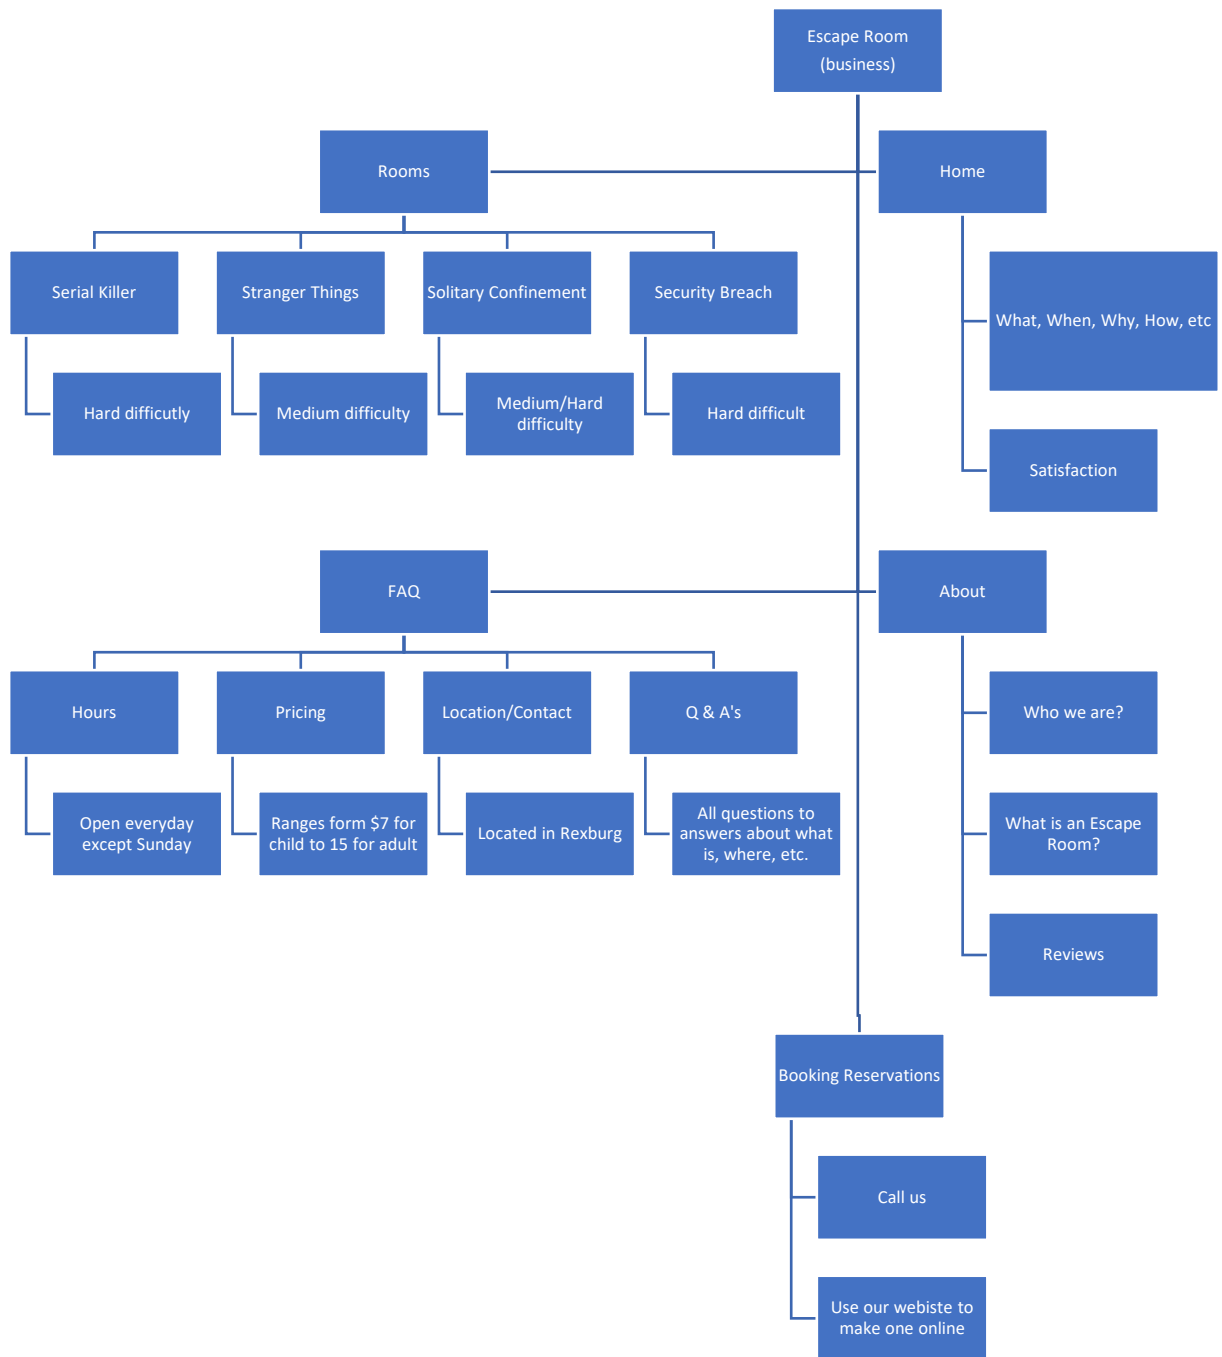 Escape Room
(business)
Rooms
Home
Serial Killer
Stranger Things
Solitary Confinement
Security Breach
What, When, Why, How, etc
Hard difficutly
Medium difficulty
Medium/Hard
difficulty
Hard difficult
Satisfaction
FAQ
About
Hours
Pricing
Location/Contact
Q & A's
Who we are?
Open everyday
except Sunday
Ranges form $7 for
child to 15 for adult
Located in Rexburg
All questions to
answers about what
is, where, etc.
What is an Escape
Room?
Reviews
Booking Reservations
Call us
Use our webiste to
make one online